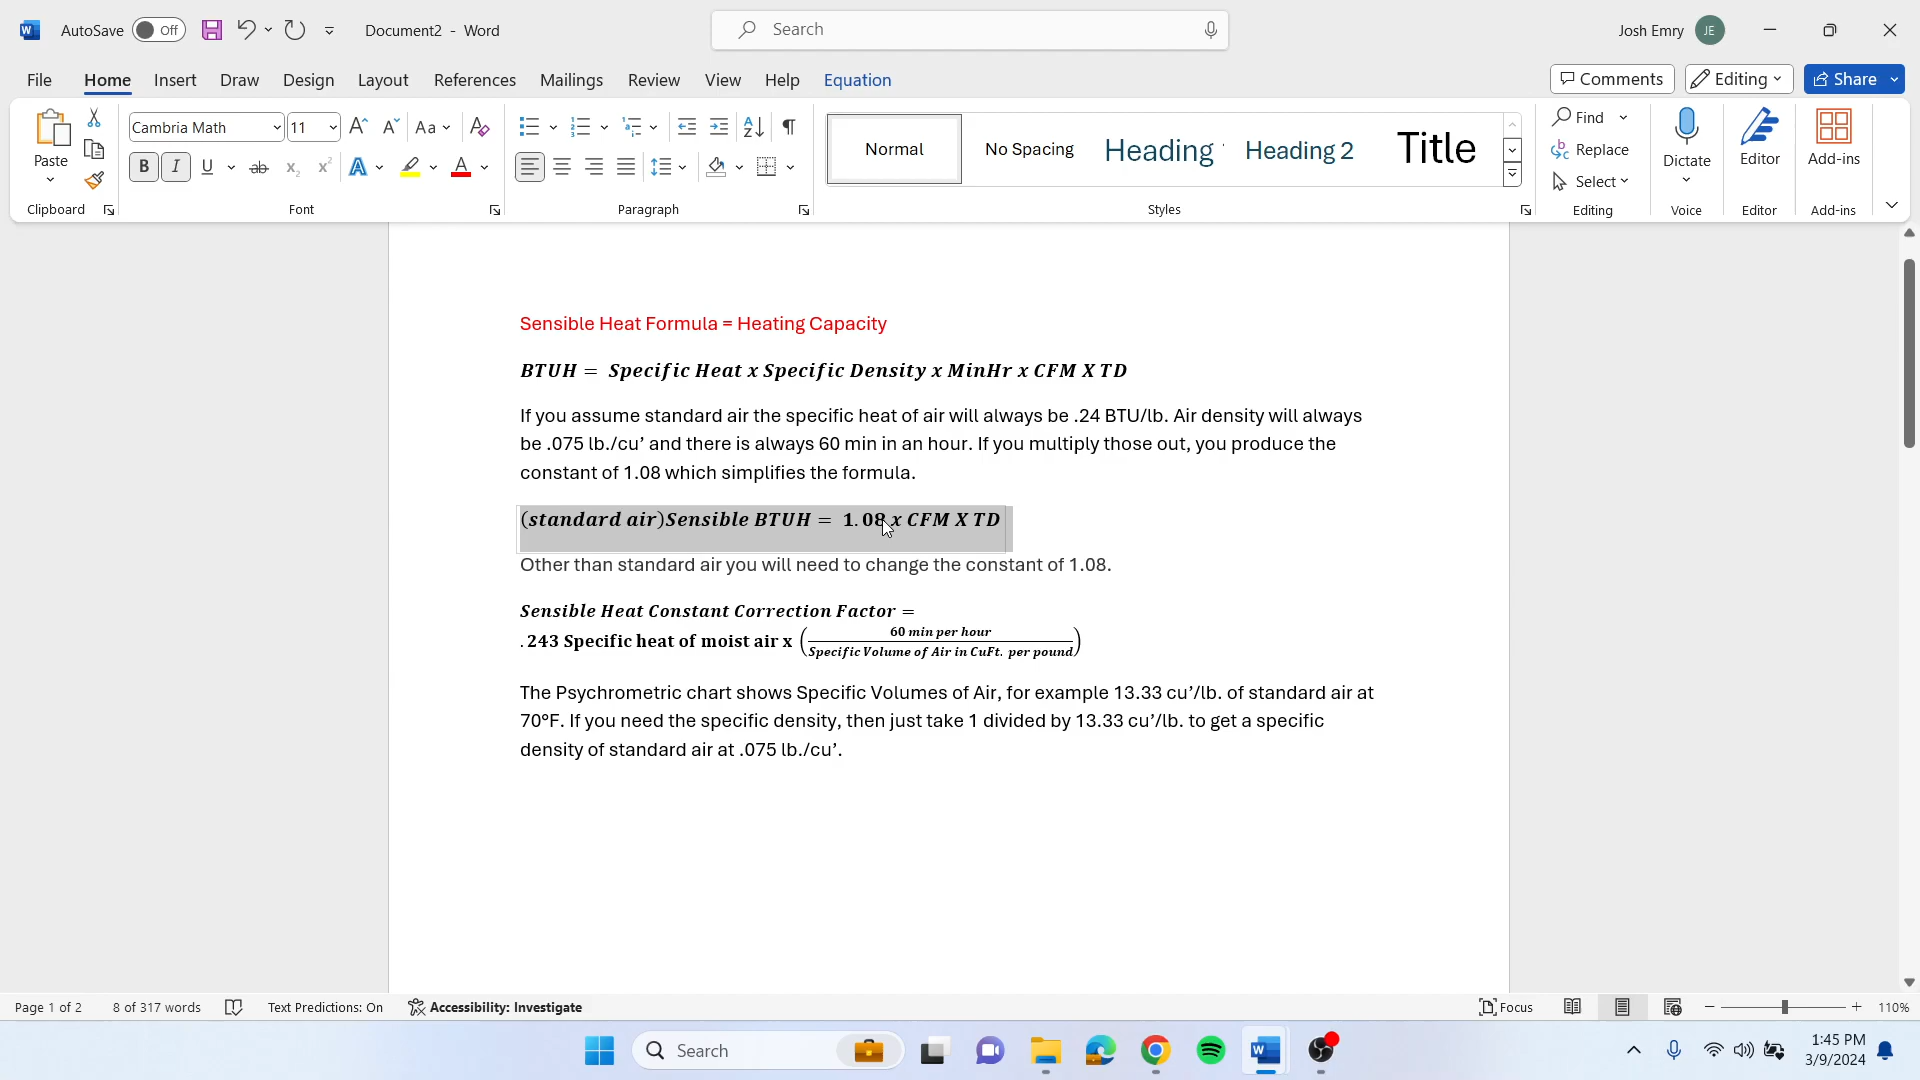 AutoSave Off Document2 - Word Search Josh Emry JE
File Home Insert Draw Design Layout References Mailings Review View Help Equation Comments Editing Share
Paste
Clipboard
Cambria Math 11 Aa
B I U ab x₂ x² A A
Font
Paragraph
Normal No Spacing Heading Heading 2 Title
Styles
Find
Replace
Select
Editing
Dictate
Voice
Editor
Editor
Add-ins
Add-ins
Sensible Heat Formula = Heating Capacity
BTUH = Specific Heat x Specific Density x MinHr x CFM X TD
If you assume standard air the specific heat of air will always be .24 BTU/lb. Air density will always
be .075 lb./cu’ and there is always 60 min in an hour. If you multiply those out, you produce the
constant of 1.08 which simplifies the formula.
(standard air)Sensible BTUH = 1.08 x CFM X TD
Other than standard air you will need to change the constant of 1.08.
Sensible Heat Constant Correction Factor =
.243 Specific heat of moist air x (60 min per hour / Specific Volume of Air in CuFt. per pound)
The Psychrometric chart shows Specific Volumes of Air, for example 13.33 cu’/lb. of standard air at
70°F. If you need the specific density, then just take 1 divided by 13.33 cu’/lb. to get a specific
density of standard air at .075 lb./cu’.
Page 1 of 2 8 of 317 words Text Predictions: On Accessibility: Investigate Focus 110%
Search
1:45 PM
3/9/2024